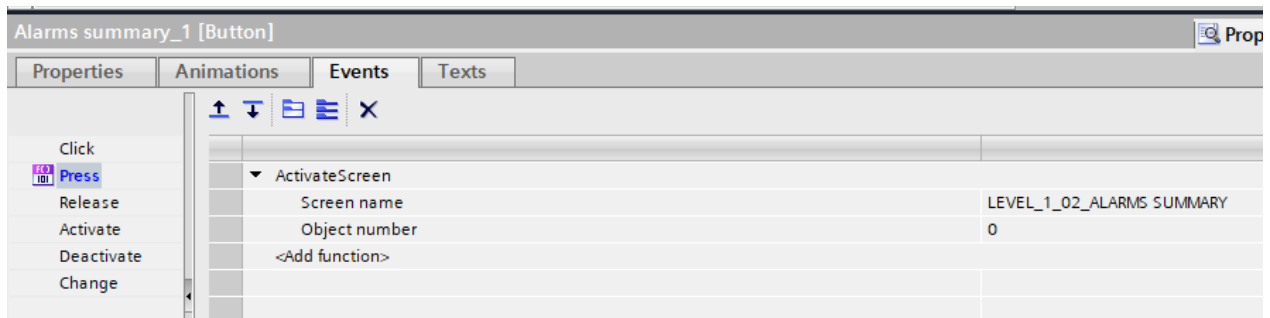 Alarms summary_1 [Button]
Prop
Properties Animations Events Texts
Click
Press
Release
Activate
Deactivate
Change
ActivateScreen
Screen name LEVEL_1_02_ALARMS SUMMARY
Object number 0
<Add function>